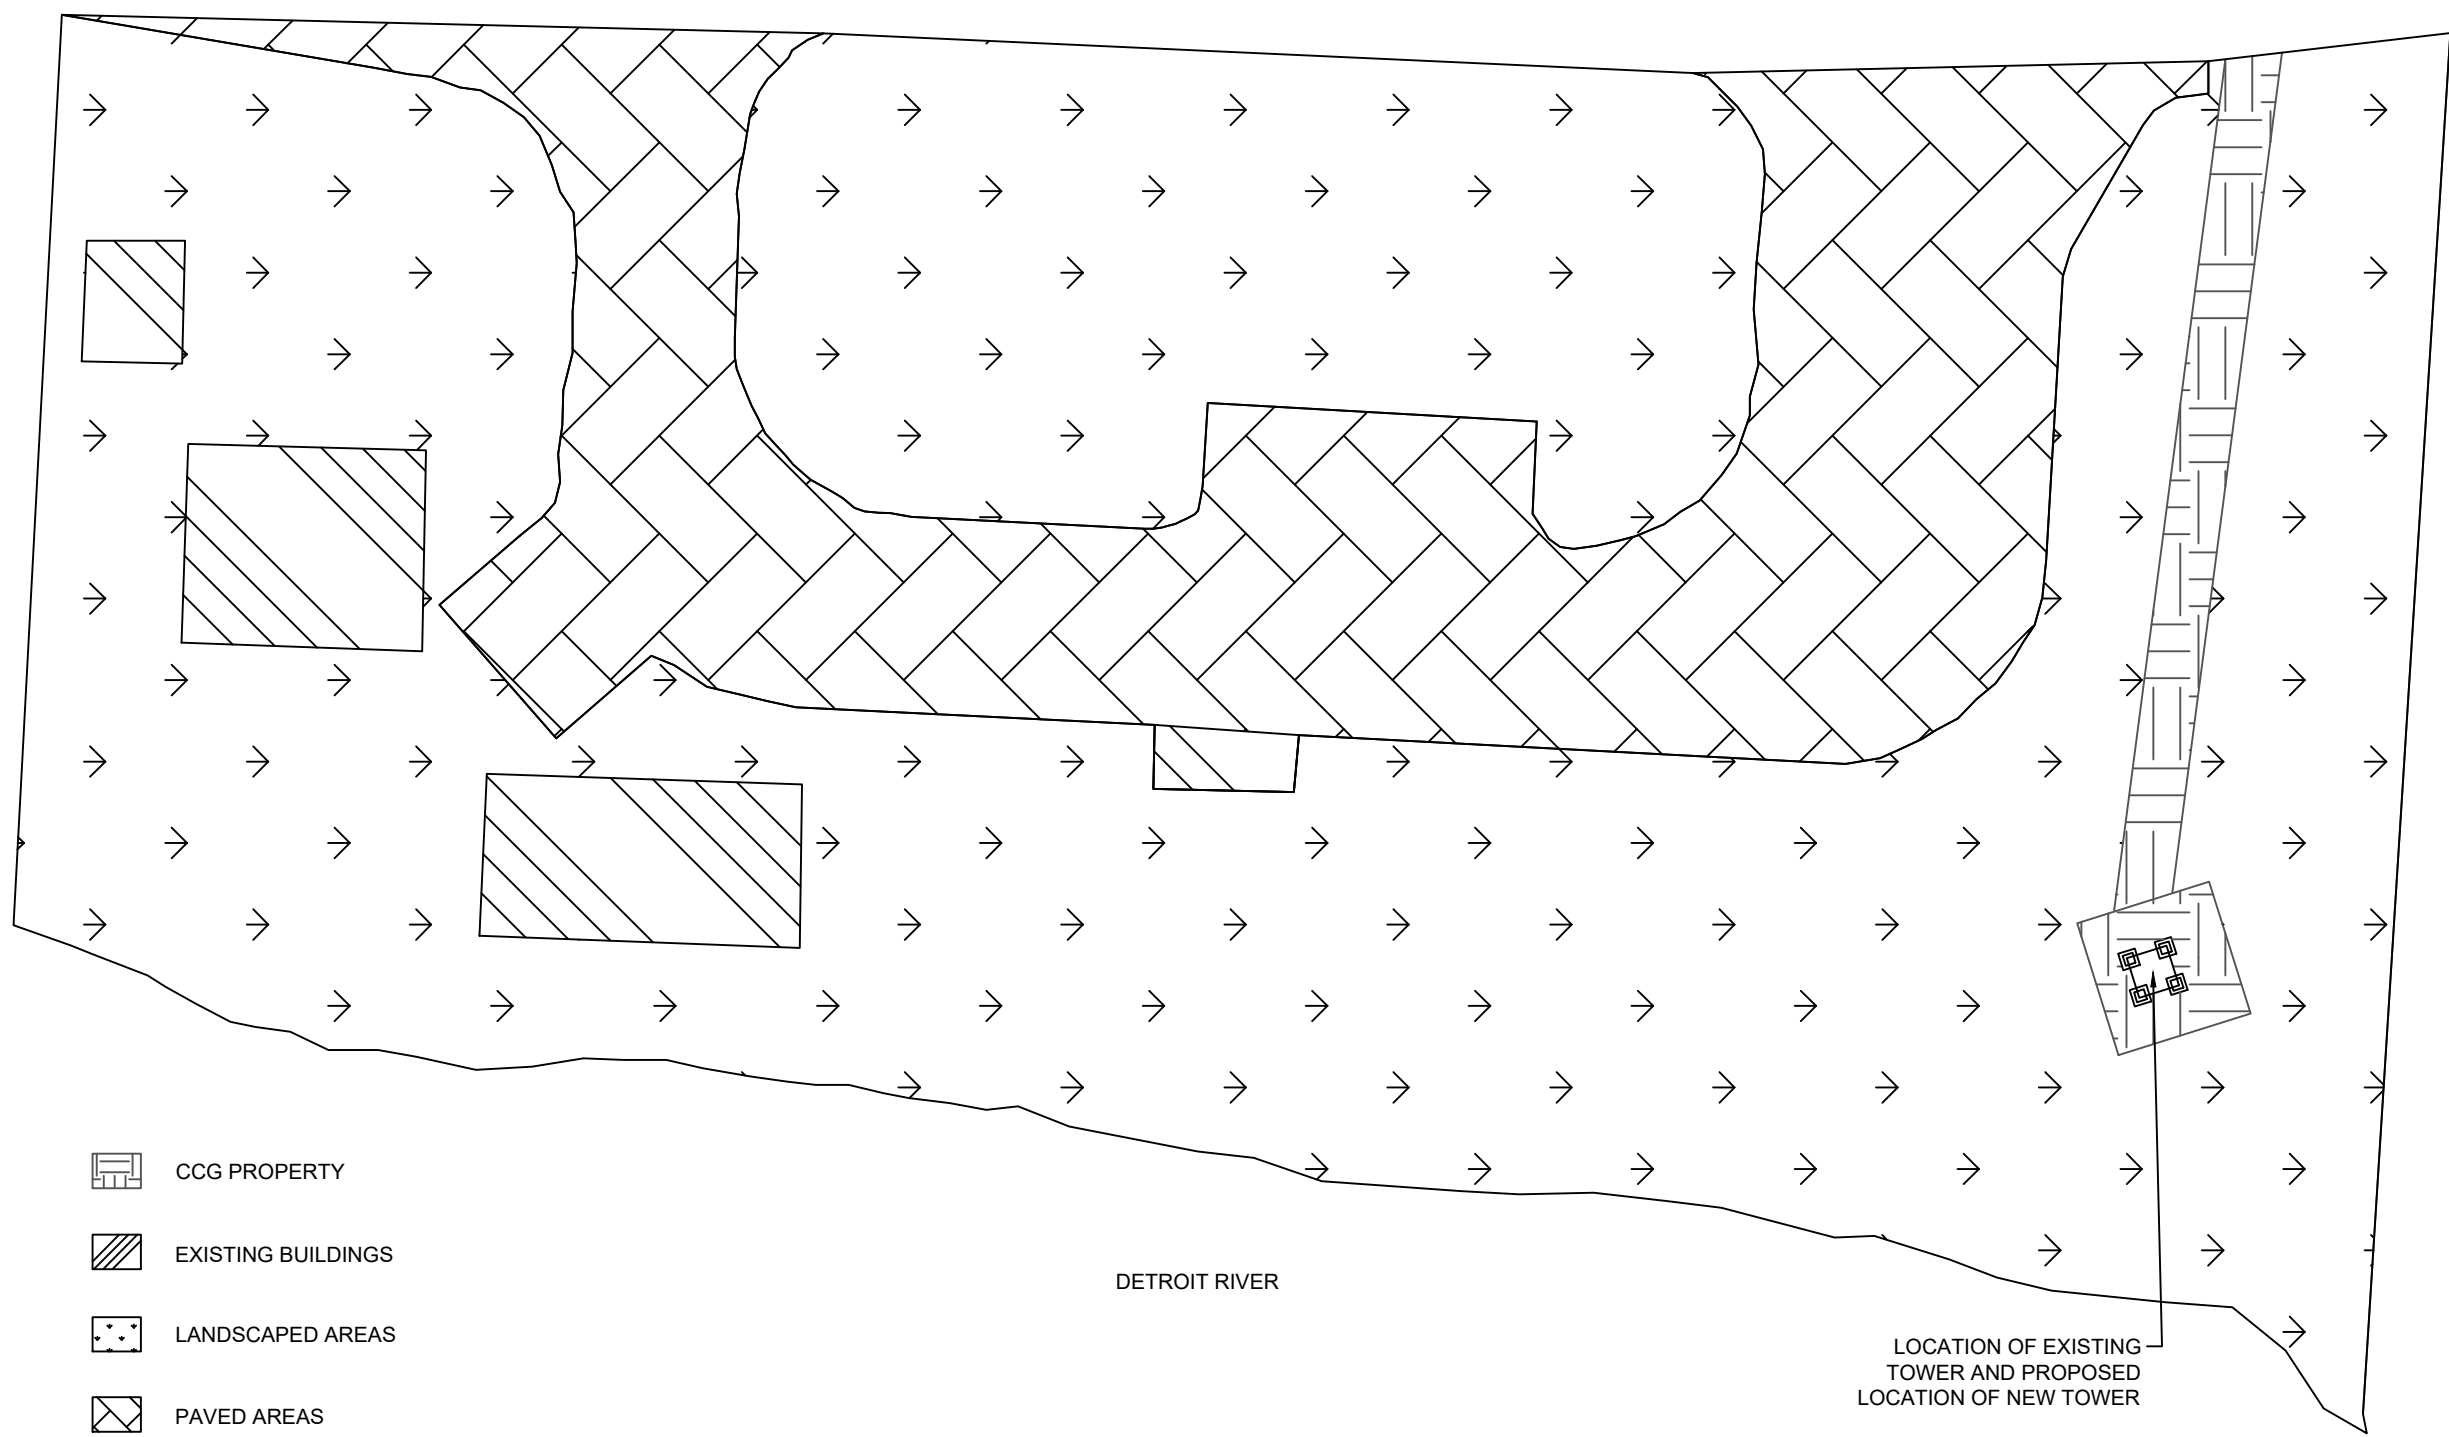 CCG PROPERTY
EXISTING BUILDINGS
DETROIT RIVER
LANDSCAPED AREAS
LOCATION OF EXISTING
TOWER AND PROPOSED
LOCATION OF NEW TOWER
PAVED AREAS